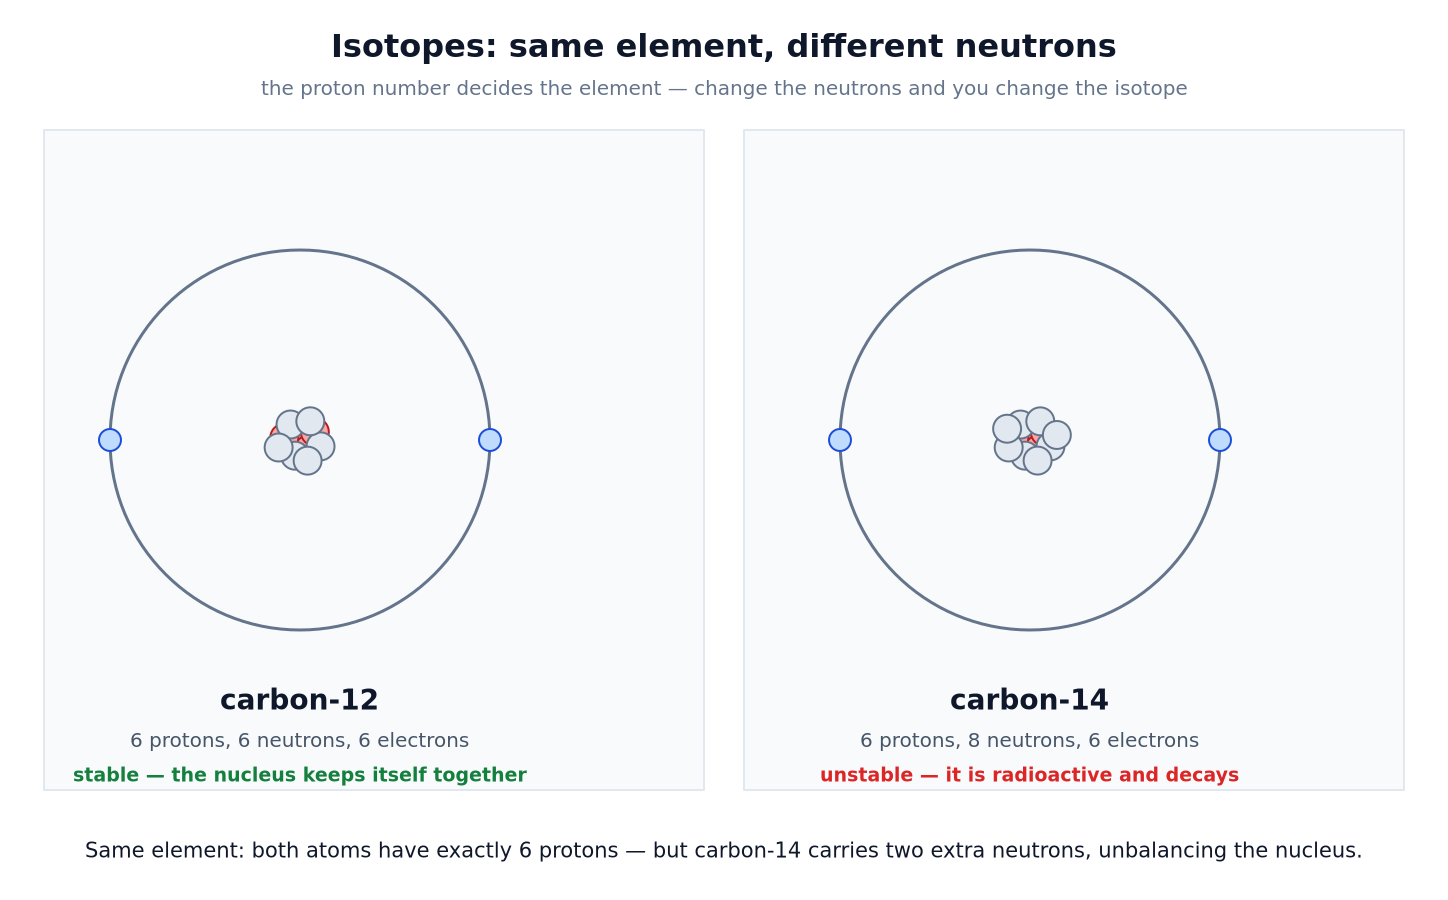 Isotopes: same element, different neutrons
the proton number decides the element — change the neutrons and you change the isotope
carbon-12
6 protons, 6 neutrons, 6 electrons
stable — the nucleus keeps itself together
carbon-14
6 protons, 8 neutrons, 6 electrons
unstable — it is radioactive and decays
Same element: both atoms have exactly 6 protons — but carbon-14 carries two extra neutrons, unbalancing the nucleus.